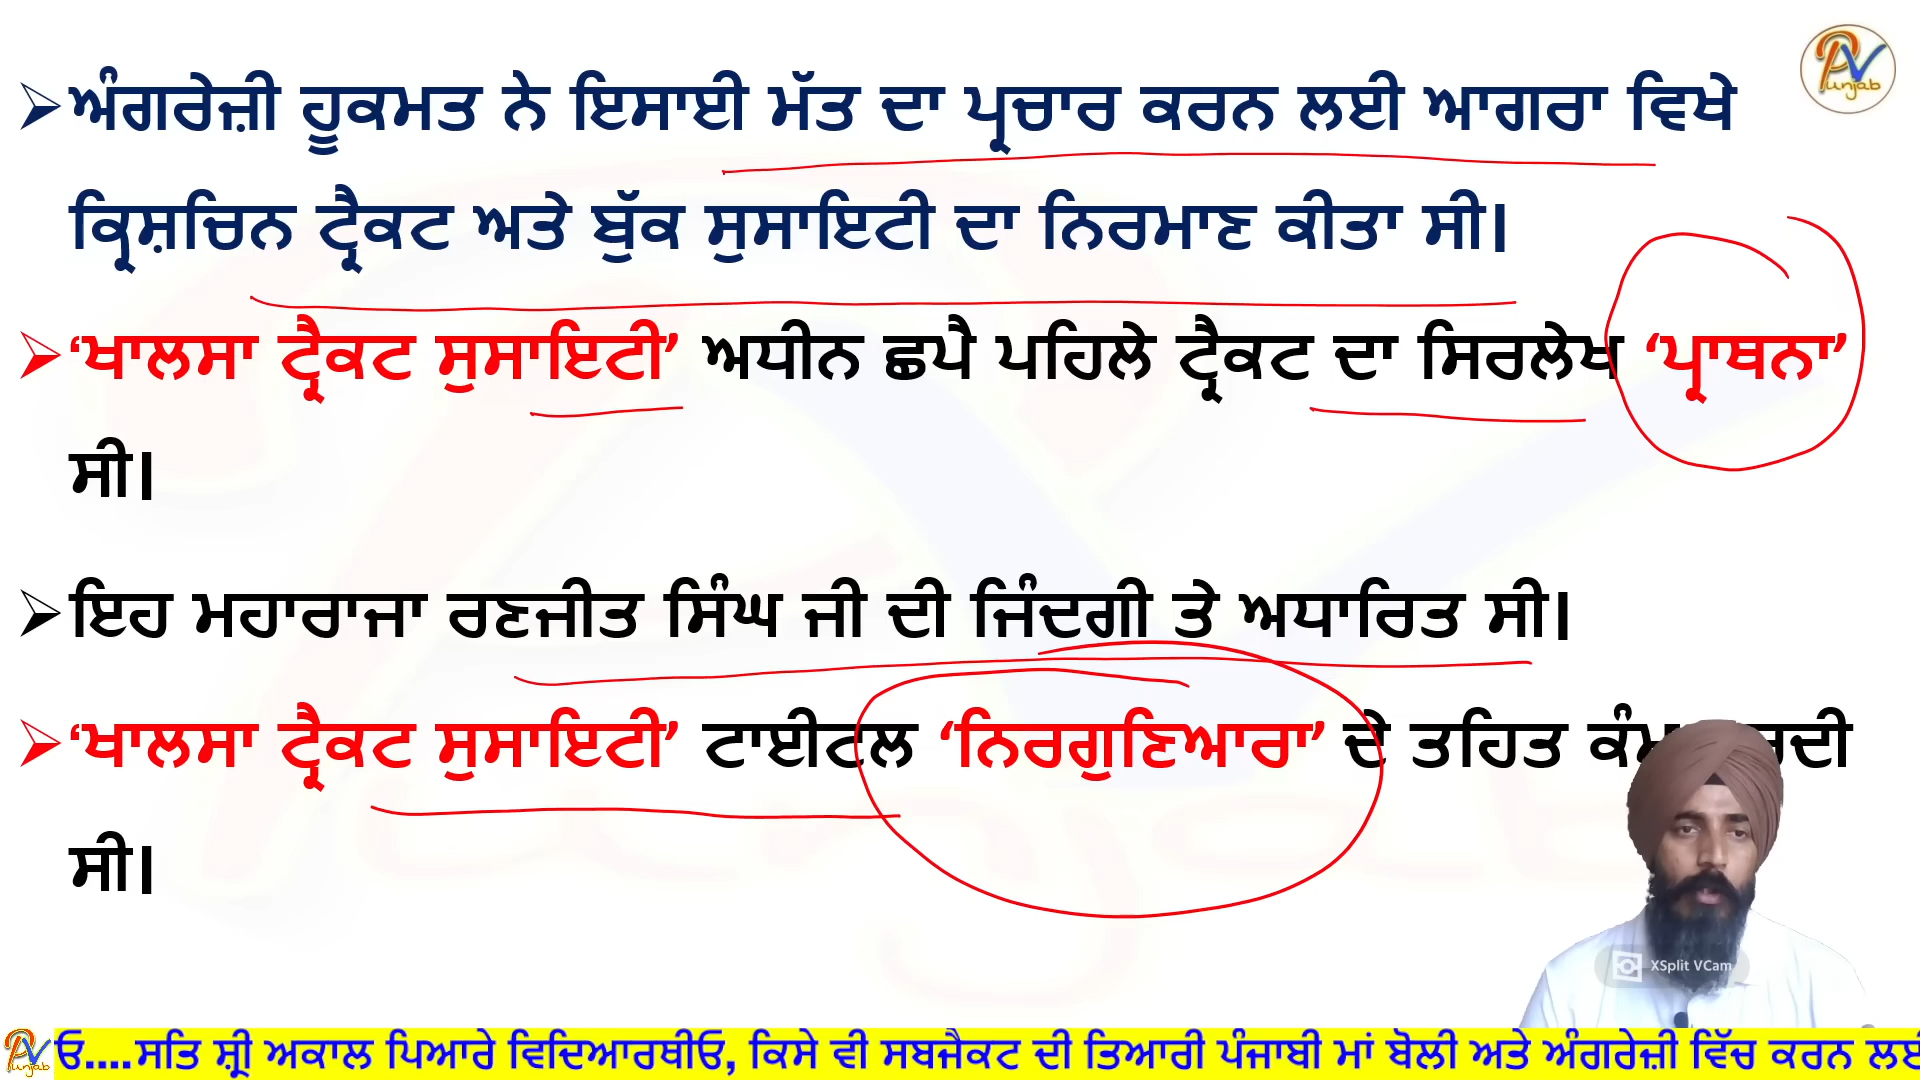 ➢ਅੰਗਰੇਜ਼ੀ ਹੂਕਮਤ ਨੇ ਇਸਾਈ ਮੱਤ ਦਾ ਪ੍ਰਚਾਰ ਕਰਨ ਲਈ ਆਗਰਾ ਵਿਖੇ
ਕ੍ਰਿਸ਼ਚਿਨ ਟ੍ਰੈਕਟ ਅਤੇ ਬੁੱਕ ਸੁਸਾਇਟੀ ਦਾ ਨਿਰਮਾਣ ਕੀਤਾ ਸੀ।
➢‘ਖਾਲਸਾ ਟ੍ਰੈਕਟ ਸੁਸਾਇਟੀ’ ਅਧੀਨ ਛਪੈ ਪਹਿਲੇ ਟ੍ਰੈਕਟ ਦਾ ਸਿਰਲੇਖ ‘ਪ੍ਰਾਥਨਾ’
ਸੀ।
➢ਇਹ ਮਹਾਰਾਜਾ ਰਣਜੀਤ ਸਿੰਘ ਜੀ ਦੀ ਜਿੰਦਗੀ ਤੇ ਅਧਾਰਿਤ ਸੀ।
➢‘ਖਾਲਸਾ ਟ੍ਰੈਕਟ ਸੁਸਾਇਟੀ’ ਟਾਈਟਲ ‘ਨਿਰਗੁਣਿਆਰਾ’ ਦੇ ਤਹਿਤ
ਸੀ।
XSplit VCam
ਓ....ਸਤਿ ਸ਼੍ਰੀ ਅਕਾਲ ਪਿਆਰੇ ਵਿਦਿਆਰਥੀਓ, ਕਿਸੇ ਵੀ ਸਬਜੈਕਟ ਦੀ ਤਿਆਰੀ ਪੰਜਾਬੀ ਮਾਂ ਬੋਲੀ ਅਤੇ ਅੰਗਰੇਜ਼ੀ ਵਿੱਚ ਕਰਨ ਲਈ